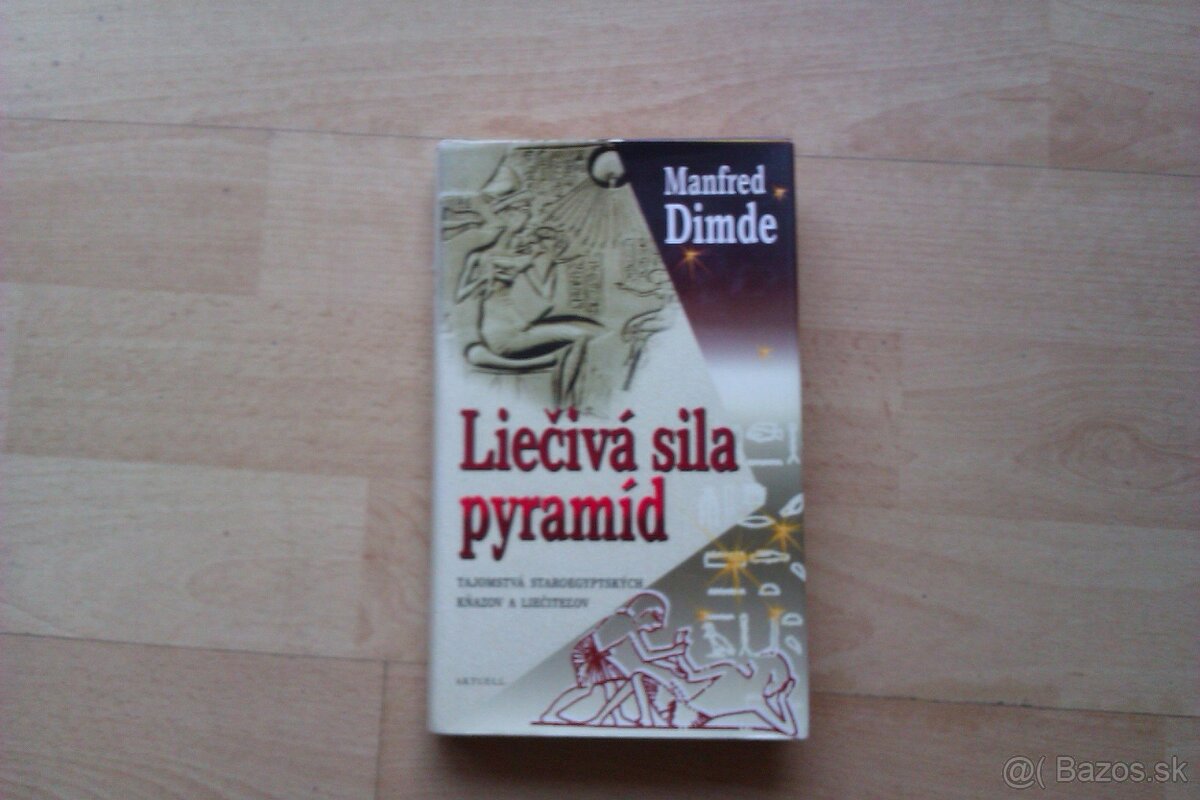 Manfred
Dimde
Liečivá sila
pyramíd
TAJOMSTVÁ STAROEGYPTSKÝCH
KŇAZOV A LIEČITEĽOV
AKTUELL
@( Bazos.sk